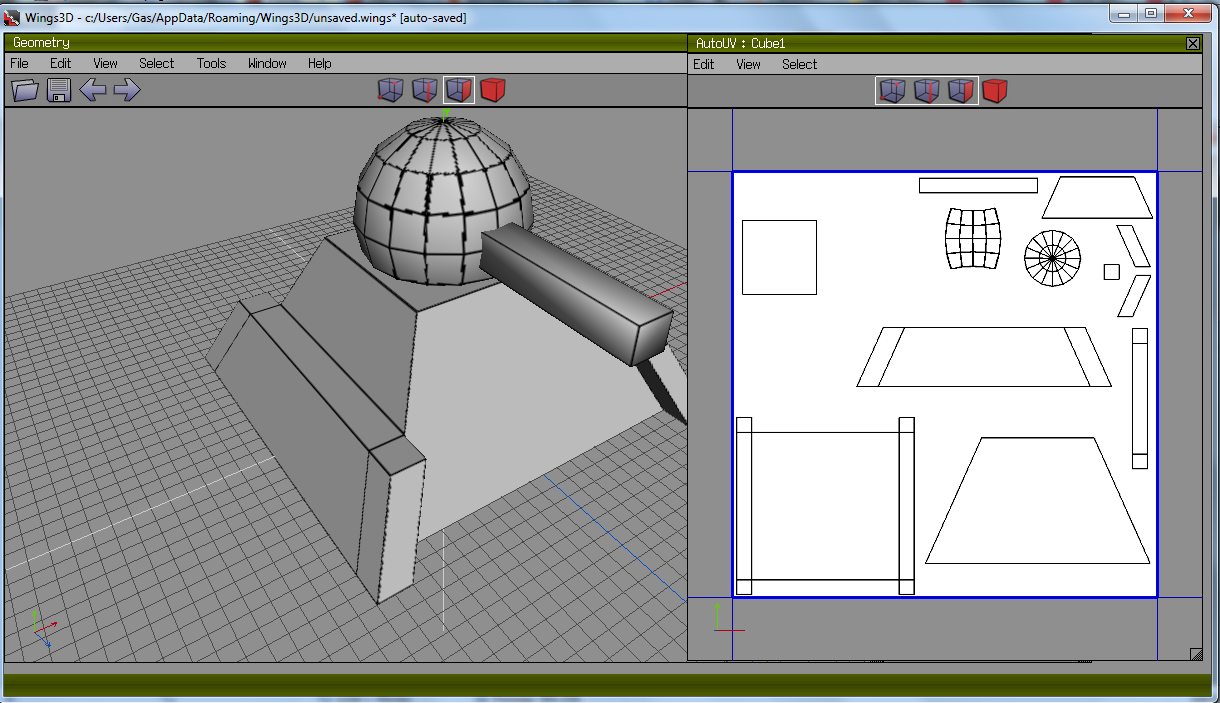 Wings3D - c:/Users/Gas/AppData/Roaming/Wings3D/unsaved.wings* [auto-saved]
Geometry
File Edit View Select Tools Window Help
AutoUV : Cube1
Edit View Select